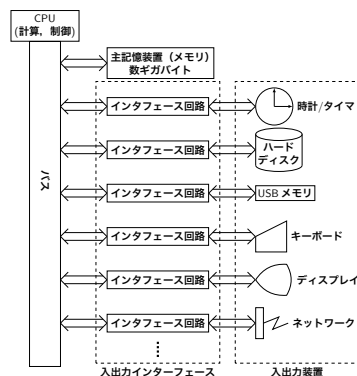 CPU
(計算，制御)
主記憶装置（メモリ）
数ギガバイト
バス
インタフェース回路
時計/タイマ
インタフェース回路
ハード
ディスク
インタフェース回路
USB メモリ
インタフェース回路
キーボード
インタフェース回路
ディスプレイ
インタフェース回路
ネットワーク
入出力インターフェース
入出力装置